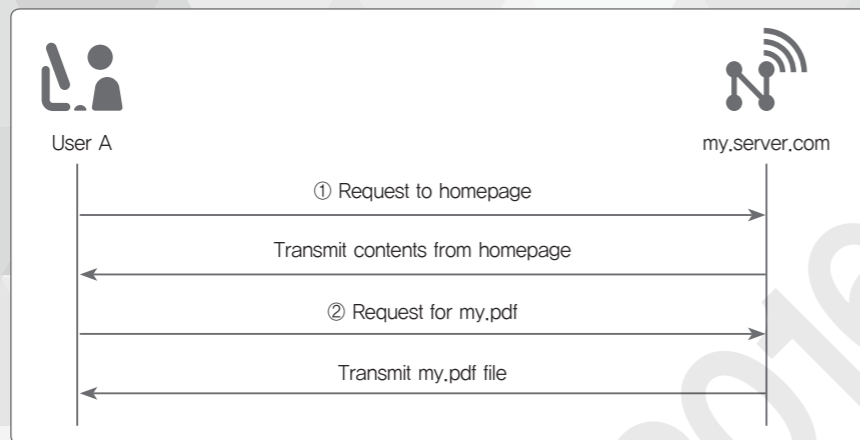 User A
my.server.com
① Request to homepage
Transmit contents from homepage
② Request for my.pdf
Transmit my.pdf file
2016